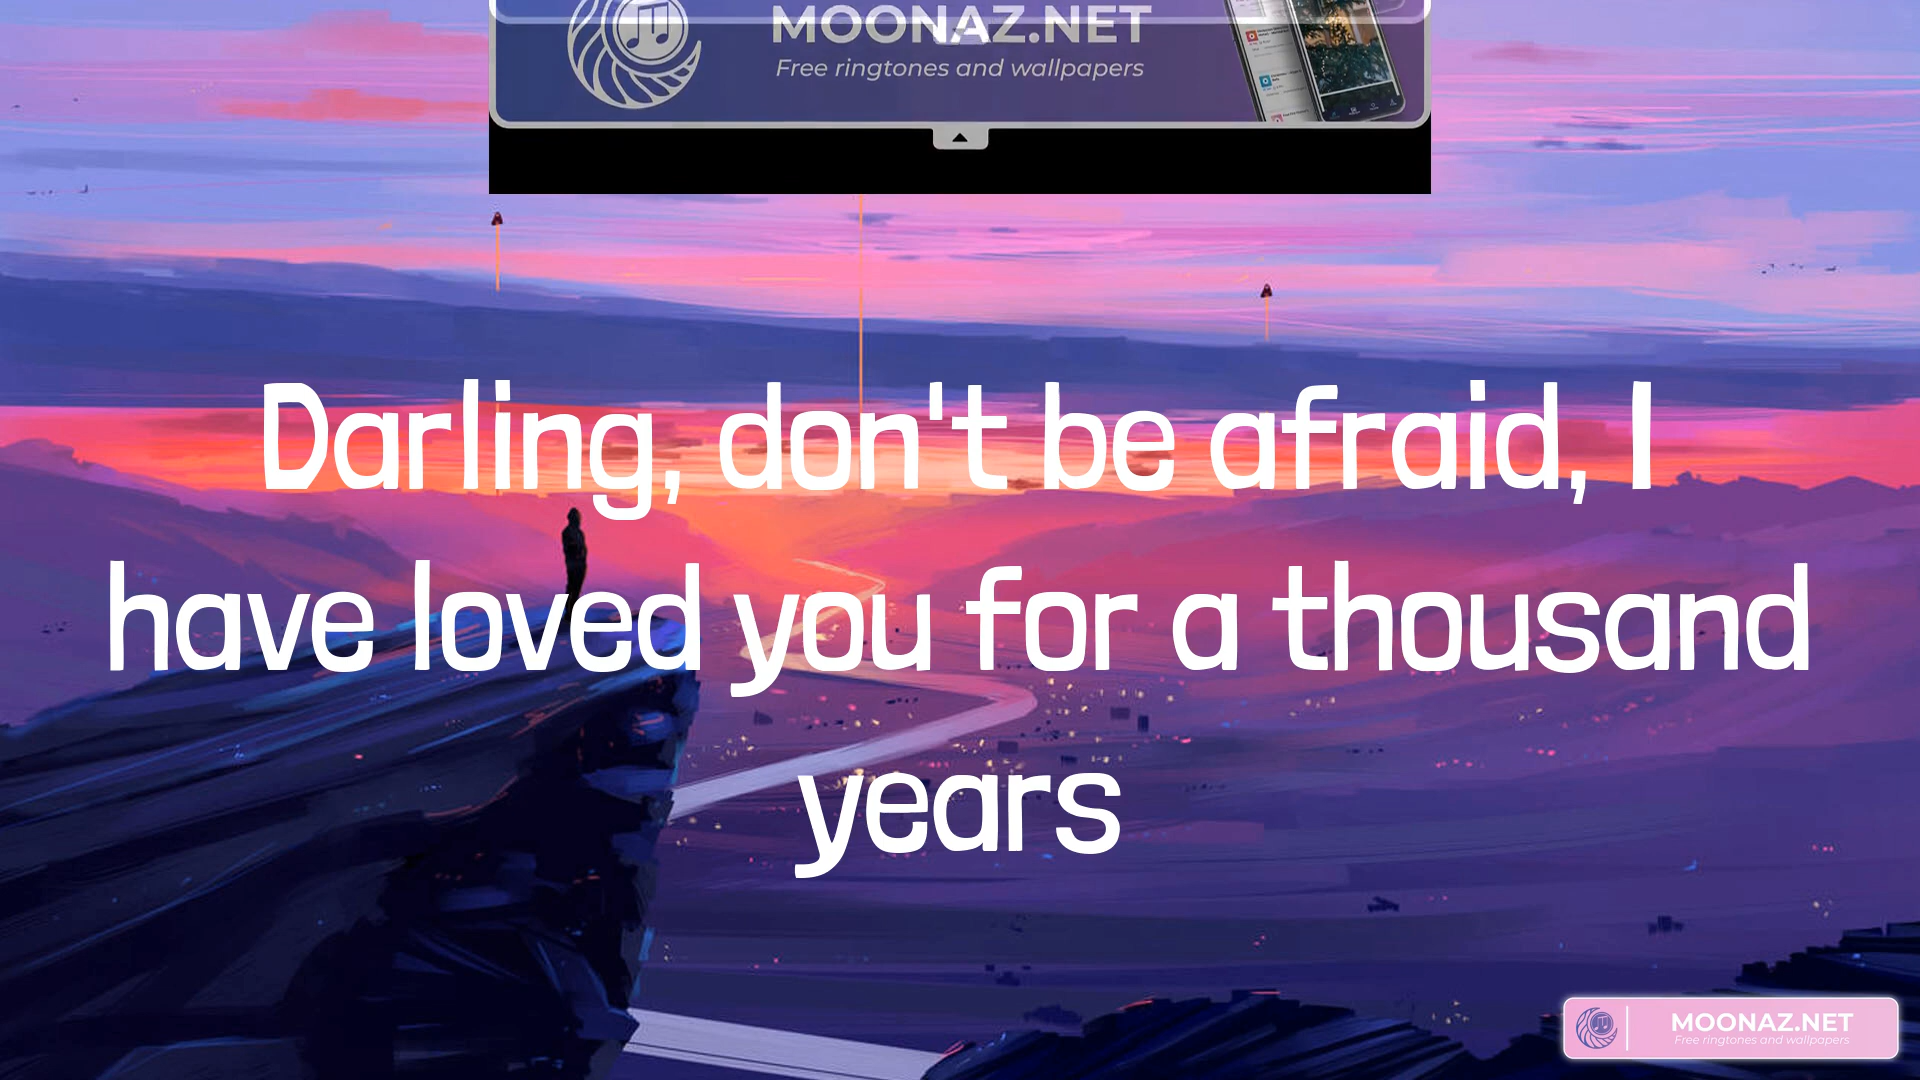 MOONAZ.NET
Free ringtones and wallpapers
Darling, don't be afraid, I
have loved you for a thousand
years
MOONAZ.NET
Free ringtones and wallpapers